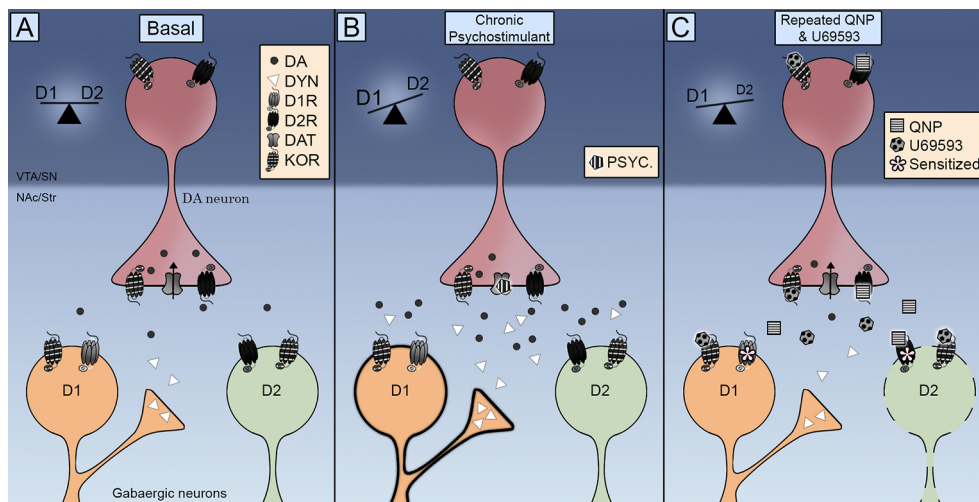 A
Basal
D1 D2
DA
DYN
D1R
D2R
DAT
KOR
VTA/SN
NAc/Str
DA neuron
D1
D2
Gabaergic neurons
B
Chronic
Psychostimulant
D1 D2
PSYC.
D1
D2
C
Repeated QNP
& U69593
D1 D2
QNP
U69593
Sensitized
D1
D2